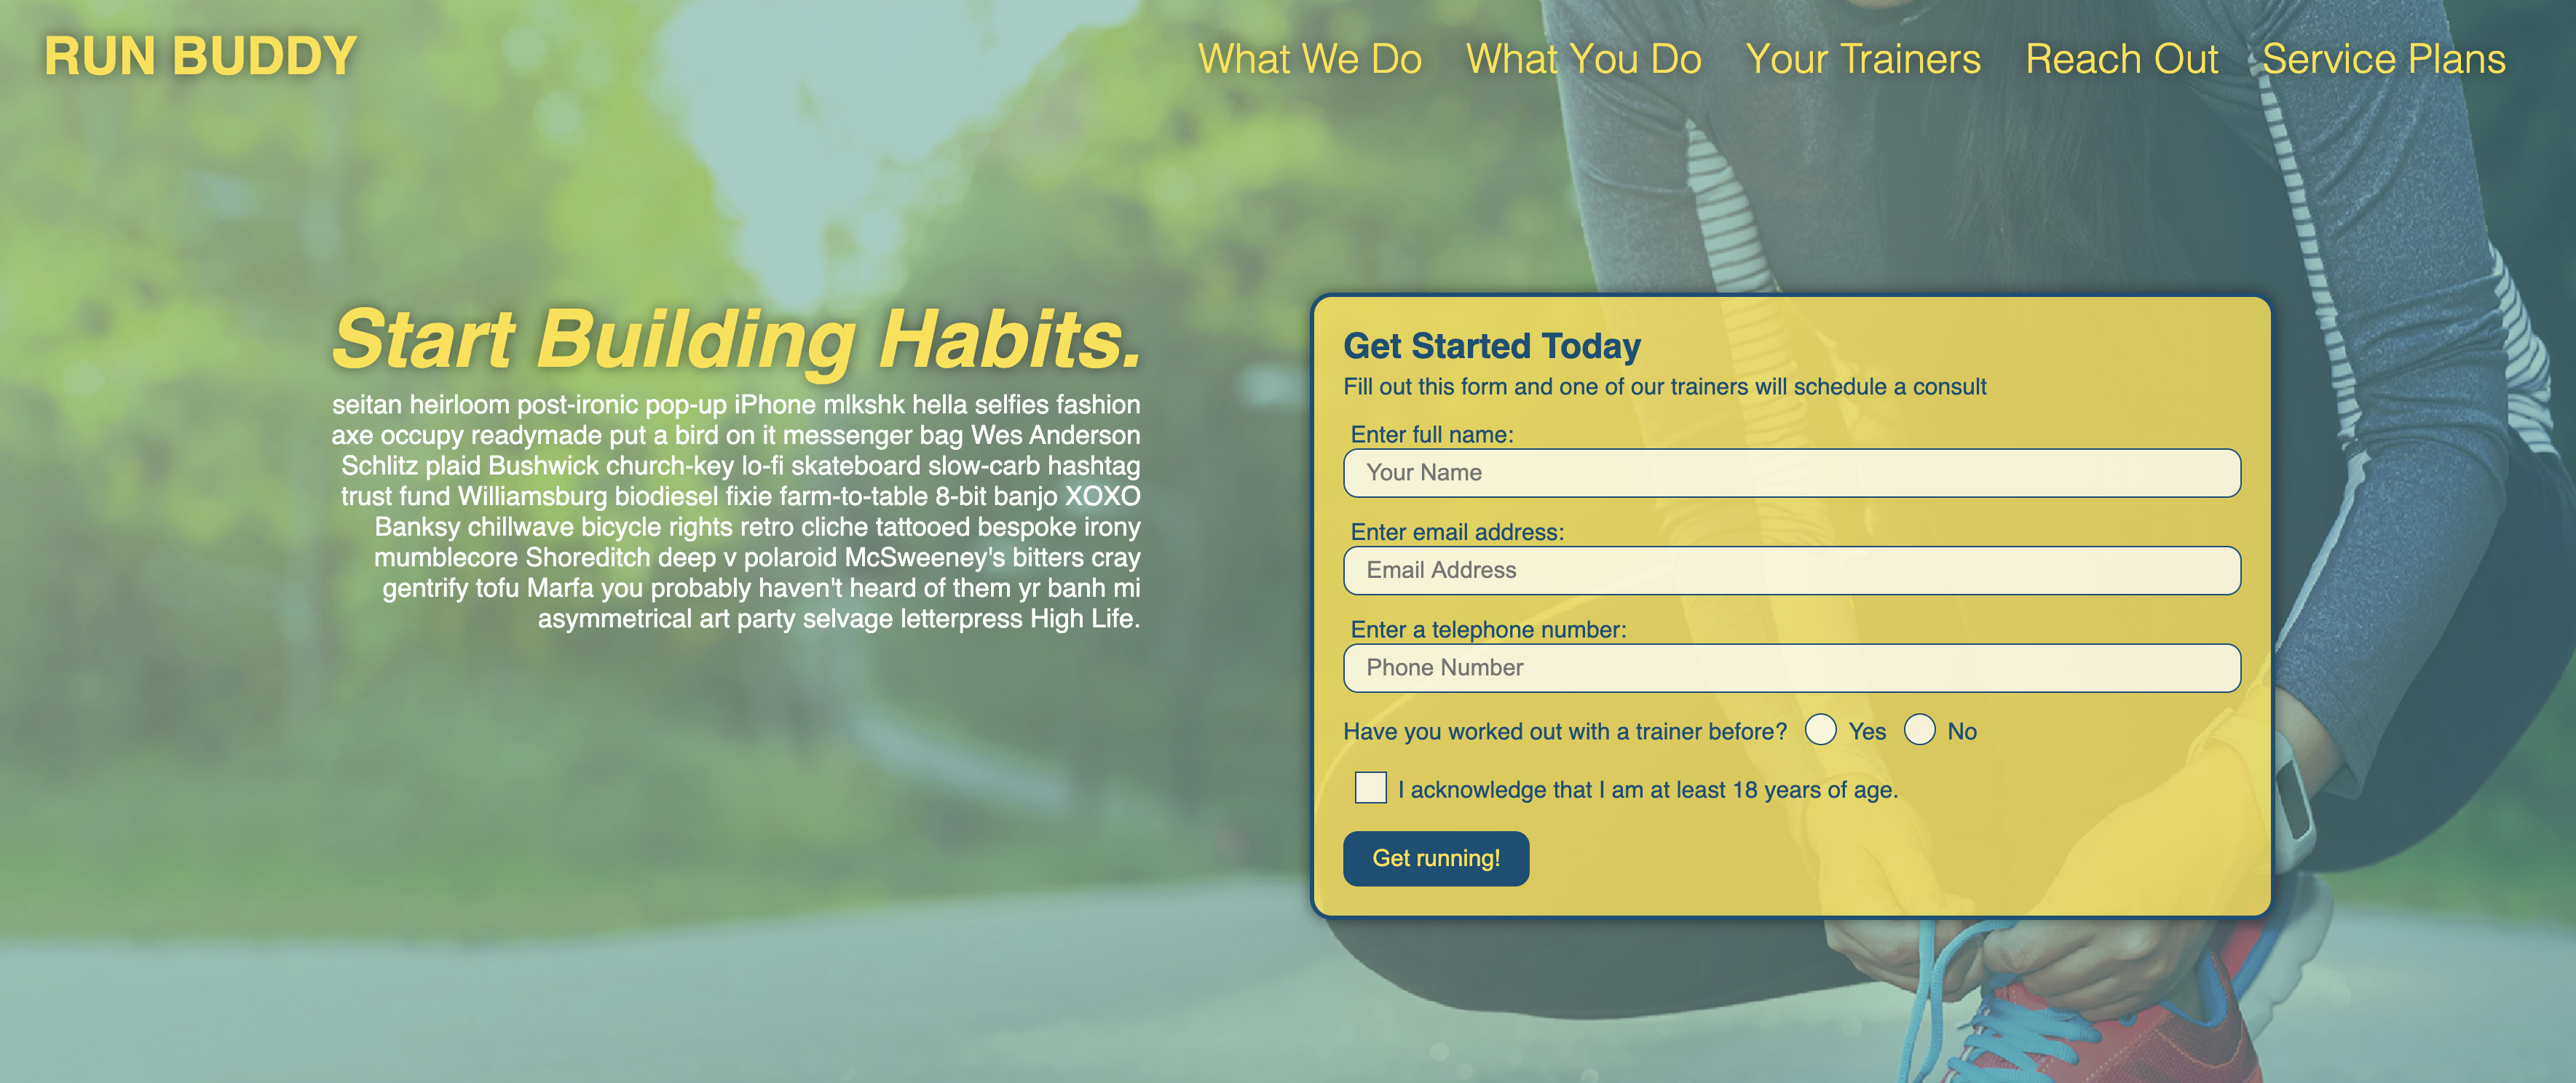 RUN BUDDY
What We Do What You Do Your Trainers Reach Out Service Plans
Start Building Habits.
seitan heirloom post-ironic pop-up iPhone mlkshk hella selfies fashion
axe occupy readymade put a bird on it messenger bag Wes Anderson
Schlitz plaid Bushwick church-key lo-fi skateboard slow-carb hashtag
trust fund Williamsburg biodiesel fixie farm-to-table 8-bit banjo XOXO
Banksy chillwave bicycle rights retro cliche tattooed bespoke irony
mumblecore Shoreditch deep v polaroid McSweeney's bitters cray
gentrify tofu Marfa you probably haven't heard of them yr banh mi
asymmetrical art party selvage letterpress High Life.
Get Started Today
Fill out this form and one of our trainers will schedule a consult
Enter full name:
Your Name
Enter email address:
Email Address
Enter a telephone number:
Phone Number
Have you worked out with a trainer before? Yes No
I acknowledge that I am at least 18 years of age.
Get running!